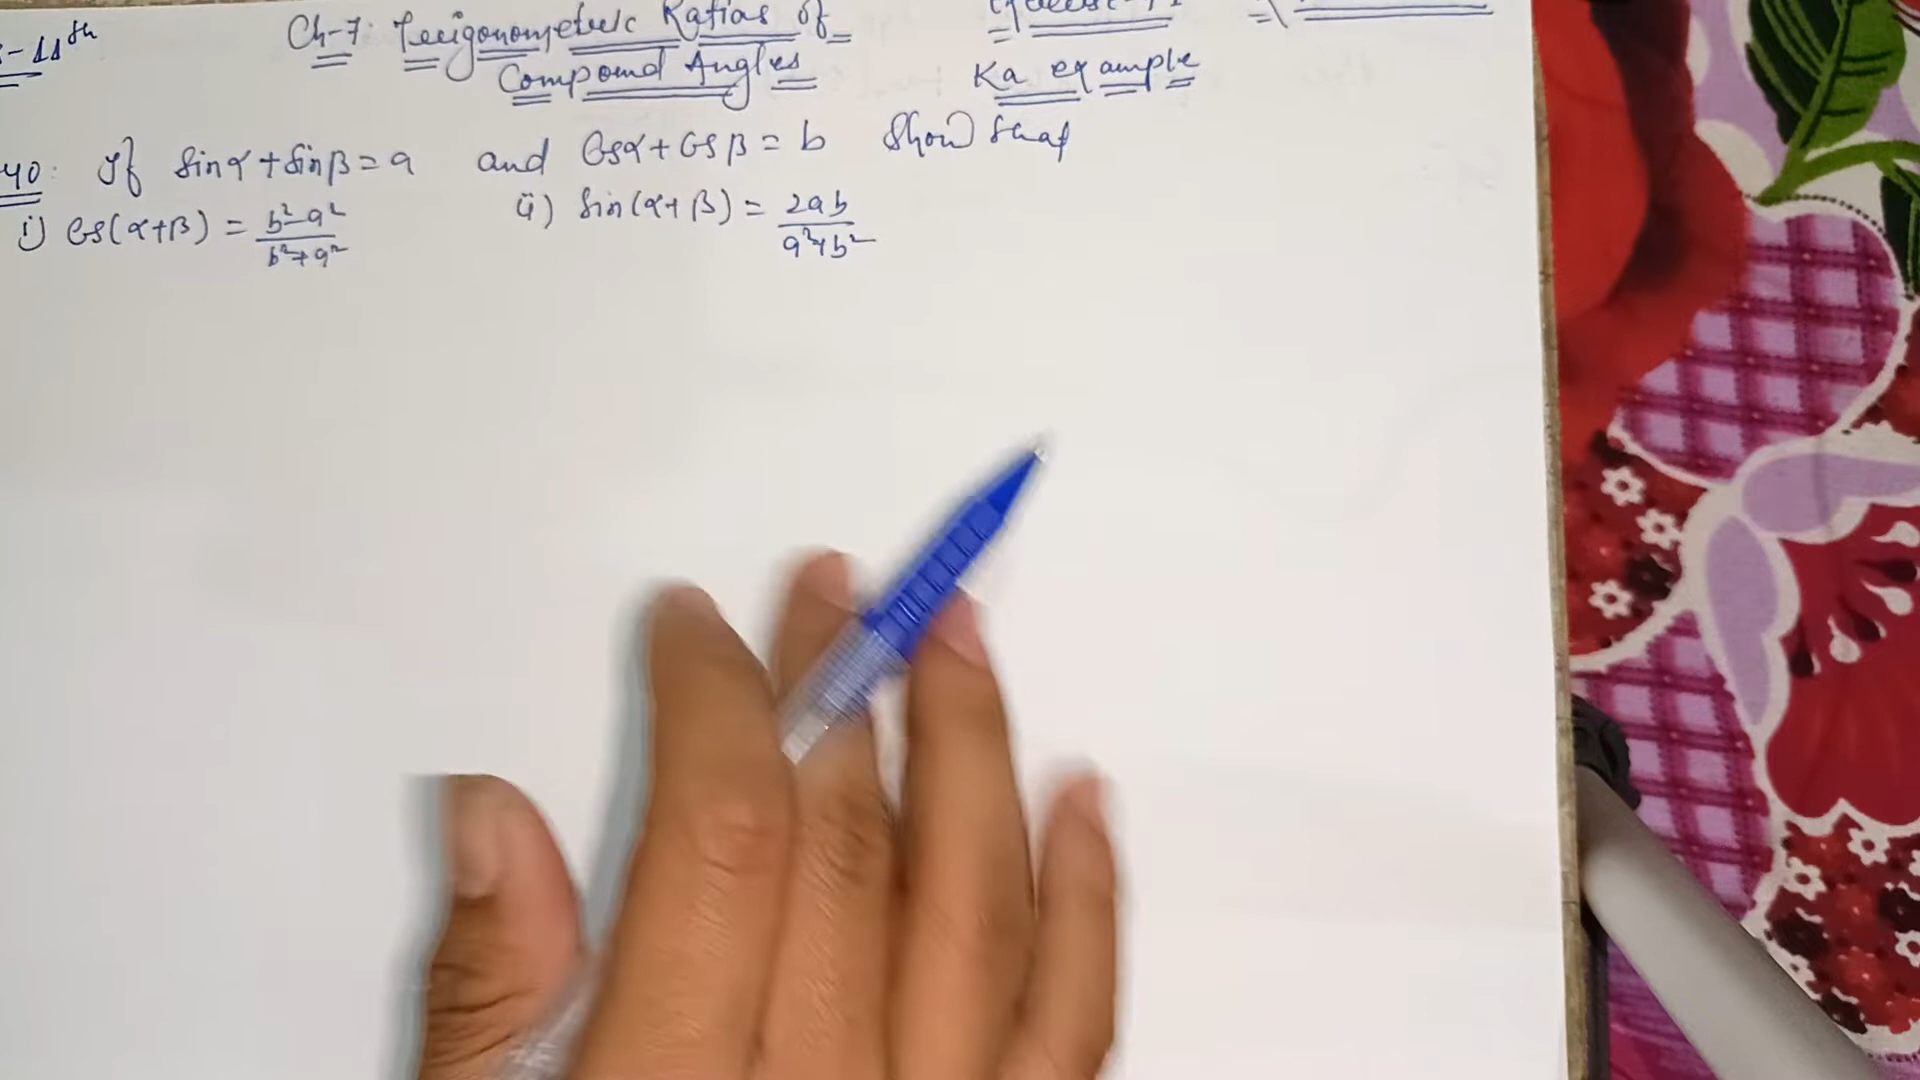 -11th Ch-7: Trigonometric Ratios of
Compound Angles Ka example
40: If Sinα + Sinβ = a and Cosα + Cosβ = b Show that
i) Cos(α+β) = b²-a² / b²+a² ii) Sin(α+β) = 2ab / a²+b²